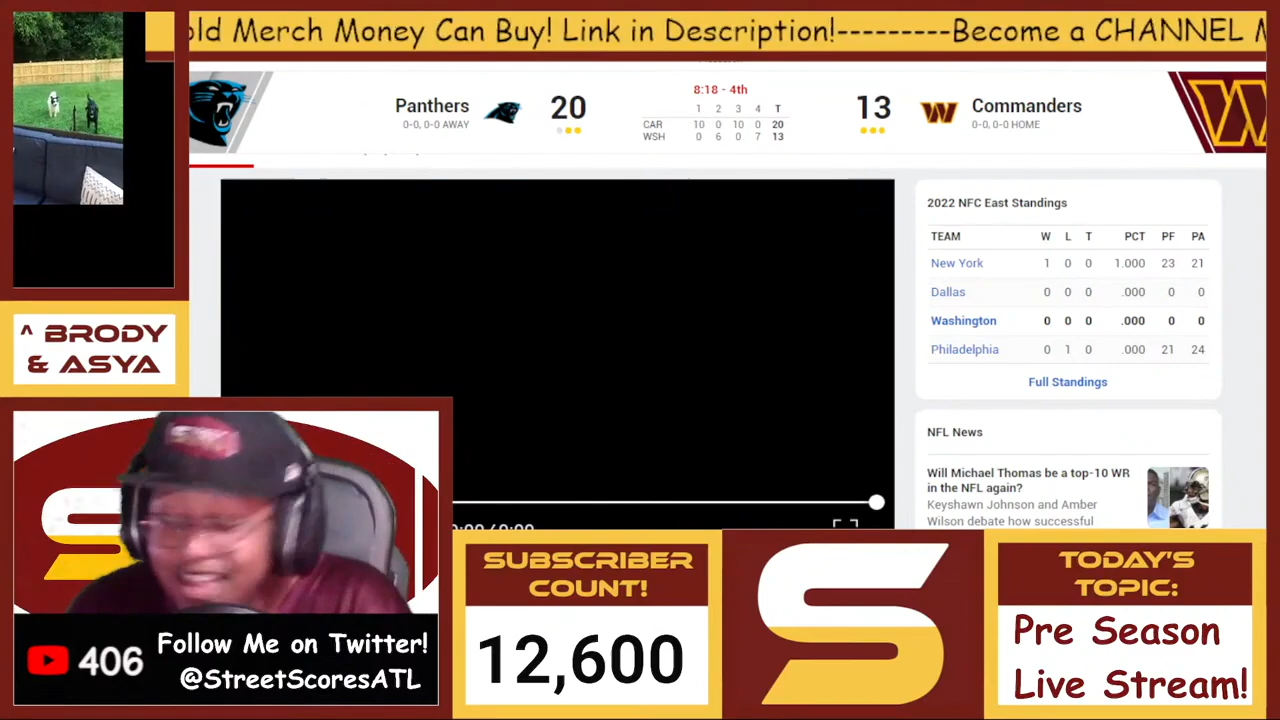 old Merch Money Can Buy! Link in Description!---------Become a CHANNEL
Panthers
0-0, 0-0 AWAY
20
8:18 - 4th
1 2 3 4 T
CAR 10 0 10 0 20
WSH 0 6 0 7 13
13
Commanders
0-0, 0-0 HOME
2022 NFC East Standings
TEAM W L T PCT PF PA
New York 1 0 0 1.000 23 21
Dallas 0 0 0 .000 0 0
Washington 0 0 0 .000 0 0
Philadelphia 0 1 0 .000 21 24
Full Standings
NFL News
Will Michael Thomas be a top-10 WR
in the NFL again?
Keyshawn Johnson and Amber
Wilson debate how successful
^ BRODY
& ASYA
406
Follow Me on Twitter!
@StreetScoresATL
SUBSCRIBER
COUNT!
12,600
TODAY'S
TOPIC:
Pre Season
Live Stream!